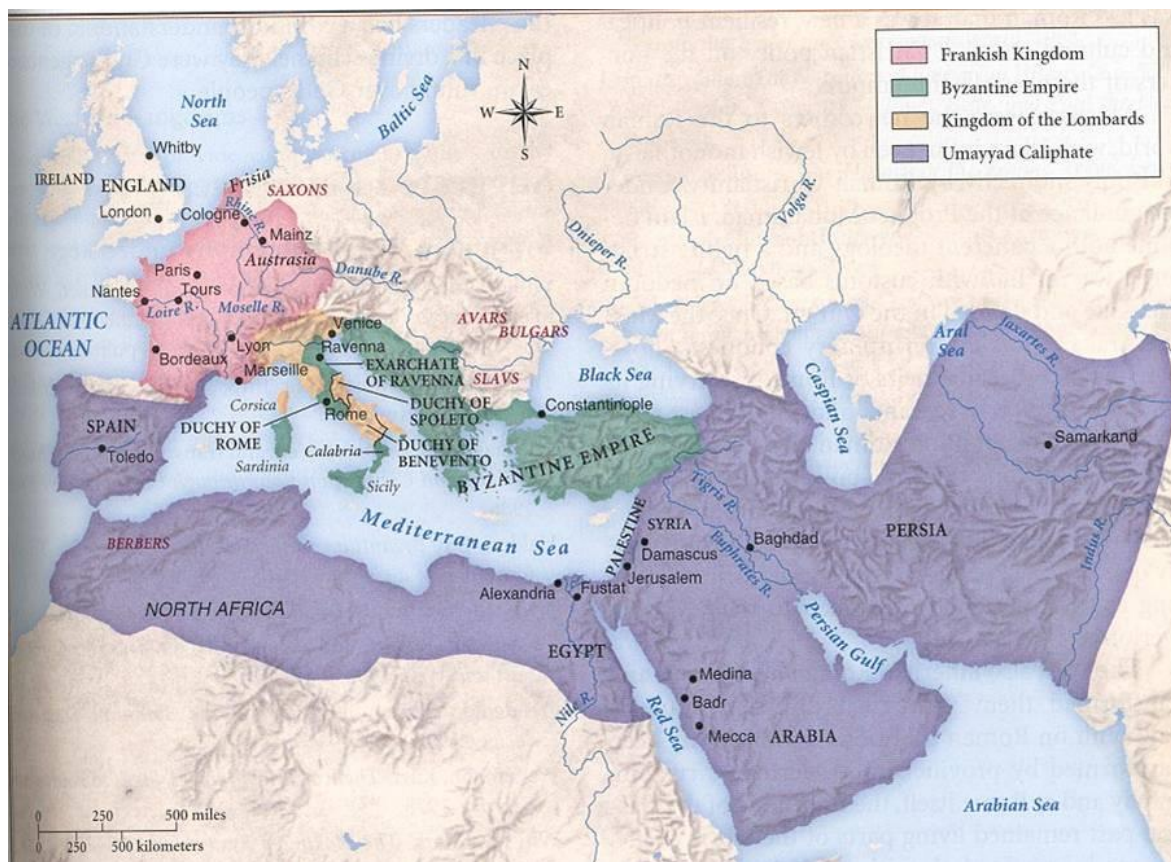 Frankish Kingdom
Byzantine Empire
Kingdom of the Lombards
Umayyad Caliphate
N
W
E
S
North
Sea
Baltic Sea
Whitby
IRELAND
ENGLAND
London
Frisia
SAXONS
Cologne
Rhine R.
Mainz
Austrasia
Paris
Nantes
Tours
Loire R.
Moselle R.
Danube R.
Dnieper R.
Volga R.
ATLANTIC
OCEAN
Bordeaux
Lyon
Marseille
Venice
Ravenna
EXARCHATE
OF RAVENNA
AVARS
BULGARS
SLAVS
Black Sea
Caspian Sea
Aral
Sea
Jaxartes R.
Corsica
DUCHY OF
ROME
Rome
DUCHY OF
SPOLETO
Constantinople
SPAIN
Toledo
Sardinia
Calabria
DUCHY OF
BENEVENTO
BYZANTINE EMPIRE
Samarkand
Sicily
Mediterranean Sea
Tigris R.
PALESTINE
SYRIA
Damascus
Baghdad
Euphrates R.
PERSIA
Indus R.
BERBERS
Jerusalem
Alexandria
Fustat
NORTH AFRICA
EGYPT
Persian Gulf
Nile R.
Red Sea
Medina
Badr
Mecca
ARABIA
Arabian Sea
0 250 500 miles
0 250 500 kilometers